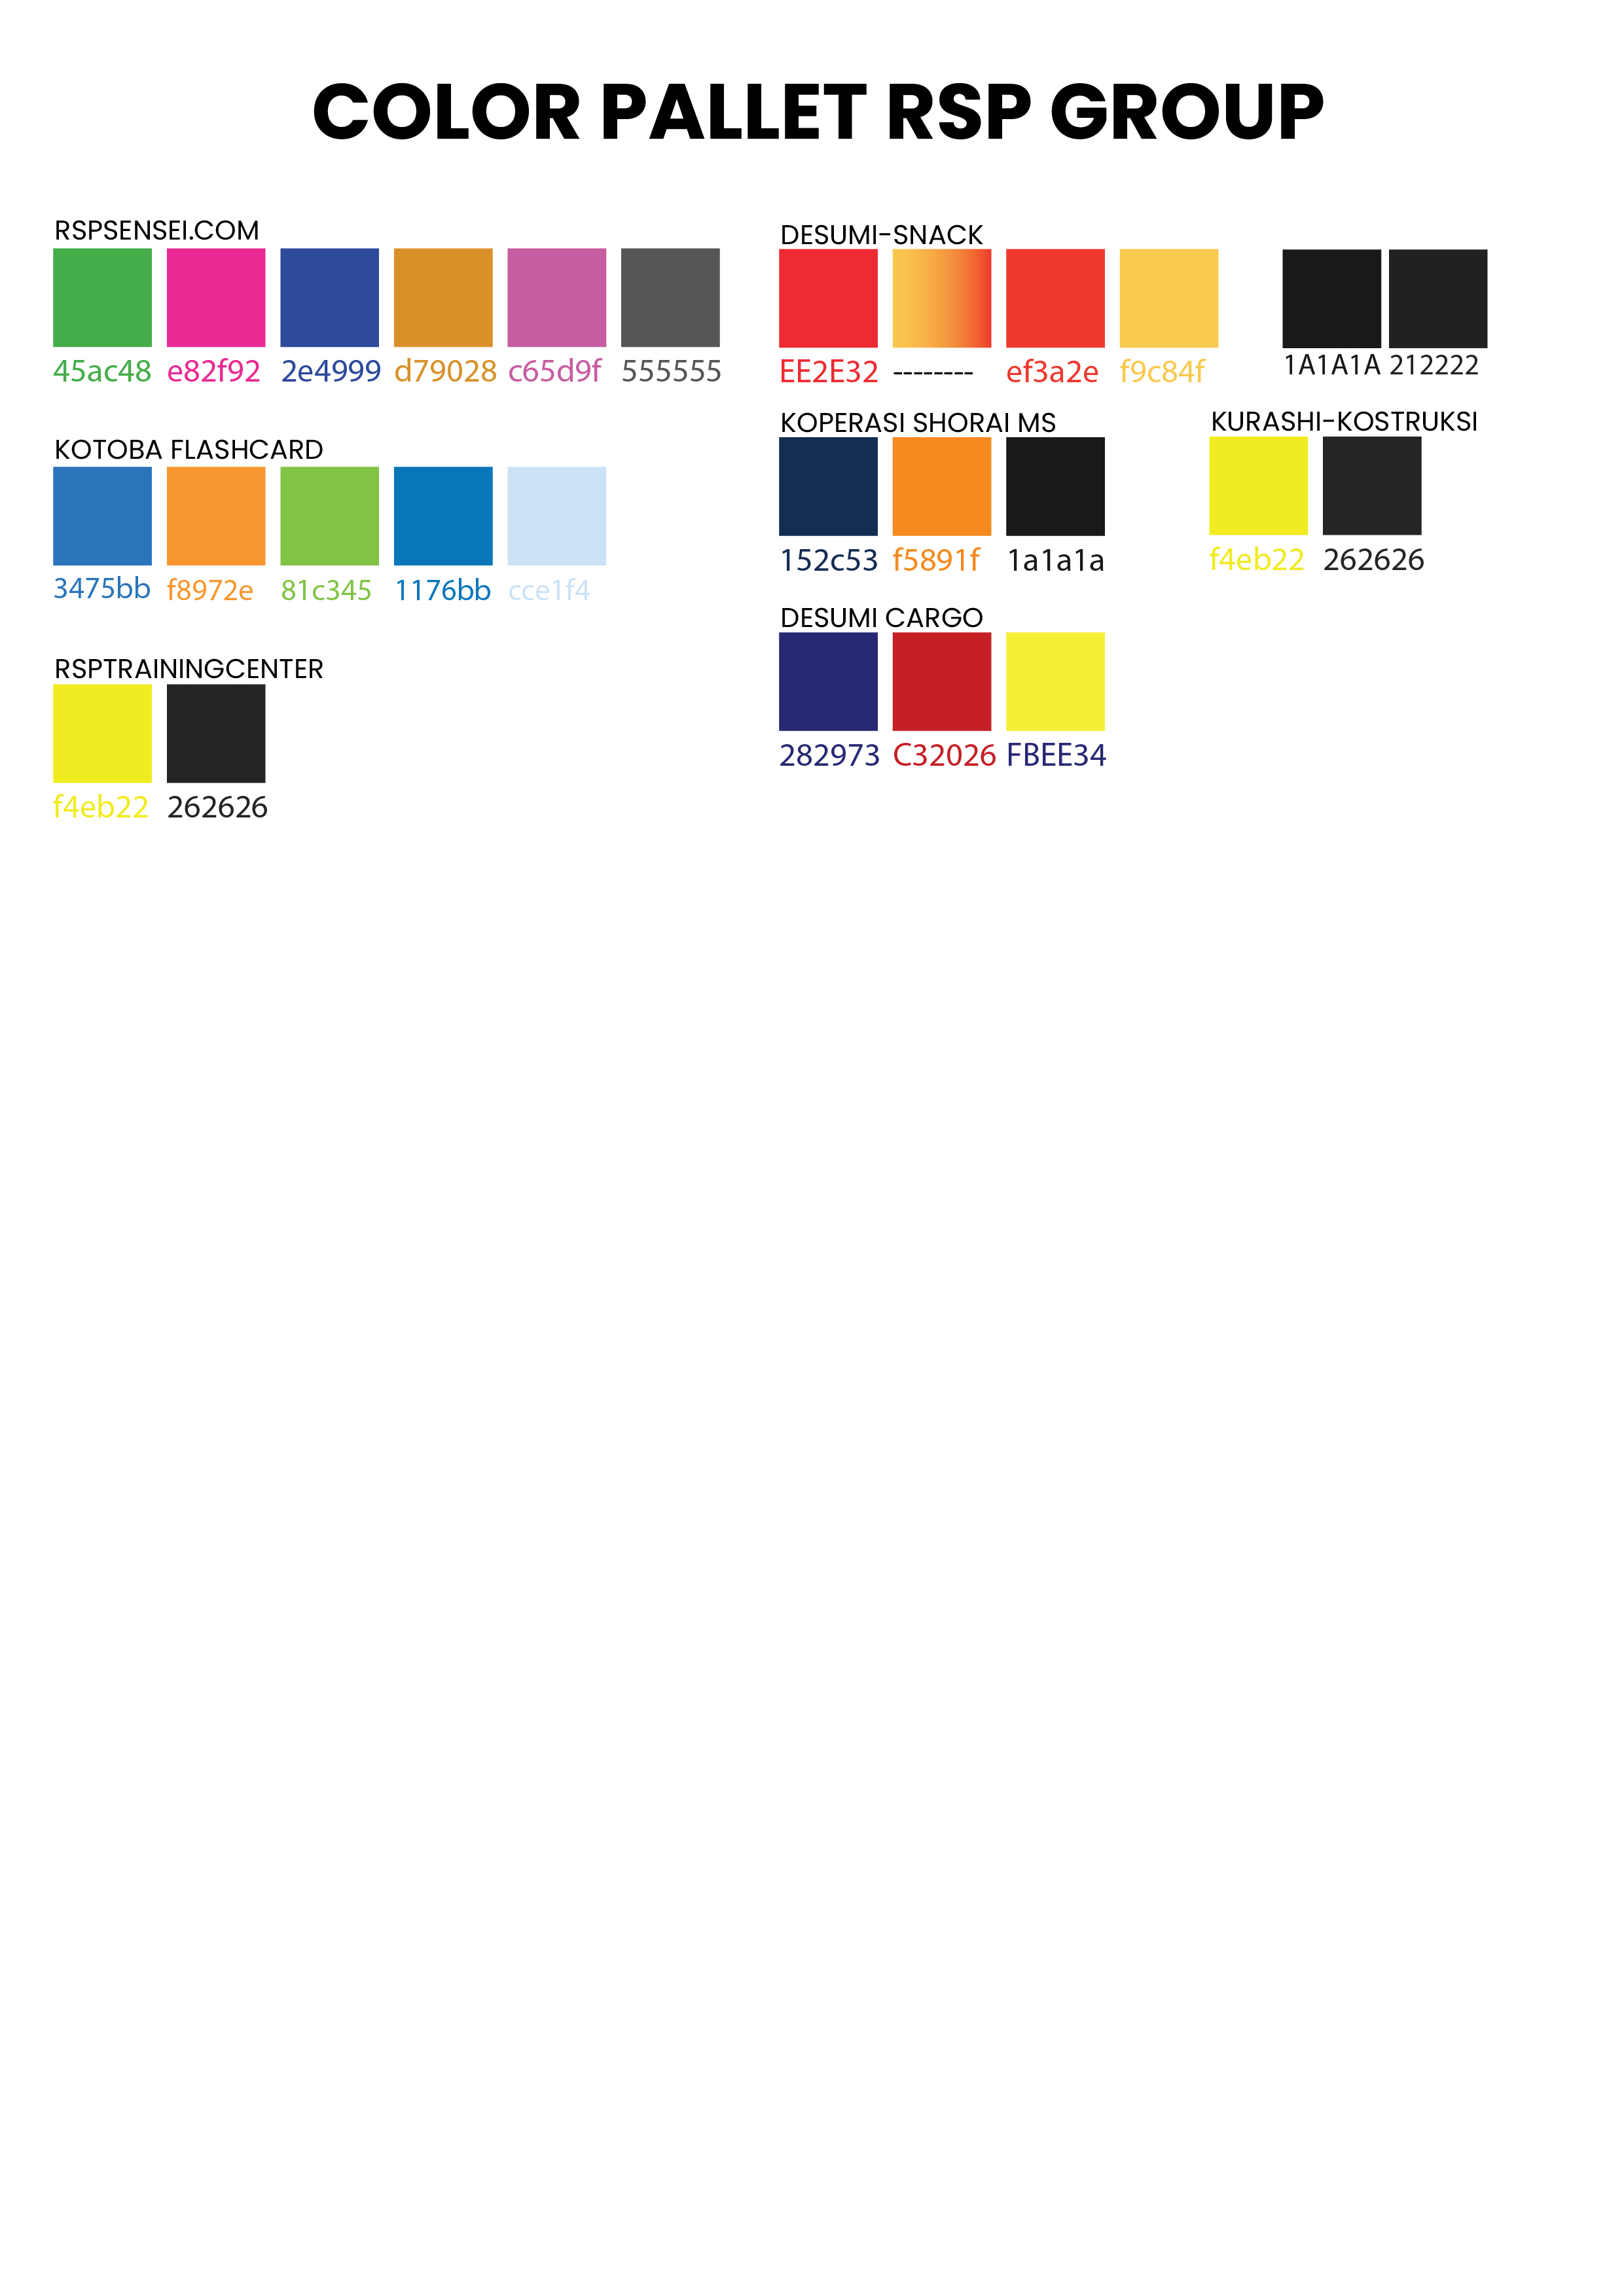 COLOR PALLET RSP GROUP
RSPSENSEI.COM
45ac48 e82f92 2e4999 d79028 c65d9f 555555
KOTOBA FLASHCARD
3475bb f8972e 81c345 1176bb cce1f4
RSPTRAININGCENTER
f4eb22 262626
DESUMI-SNACK
EE2E32 -------- ef3a2e f9c84f 1A1A1A 212222
KOPERASI SHORAI MS
152c53 f5891f 1a1a1a
KURASHI-KOSTRUKSI
f4eb22 262626
DESUMI CARGO
282973 C32026 FBEE34